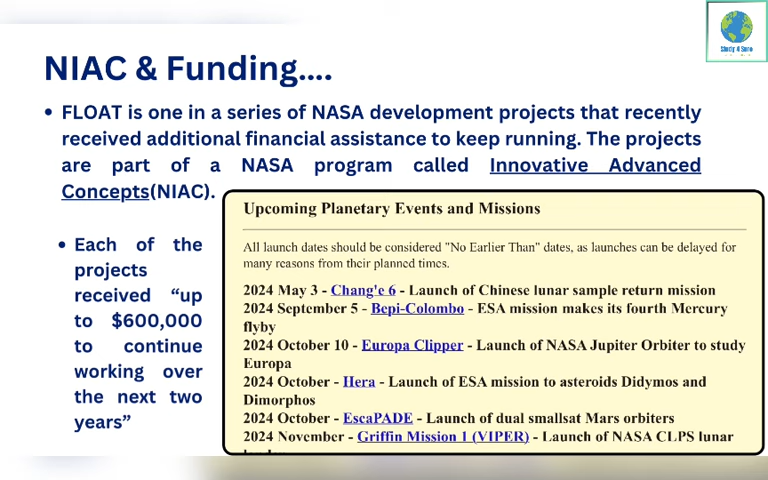 Study 4 Sure
NIAC & Funding....
• FLOAT is one in a series of NASA development projects that recently
received additional financial assistance to keep running. The projects
are part of a NASA program called Innovative Advanced
Concepts(NIAC).
• Each of the
projects
received “up
to $600,000
to continue
working over
the next two
years”
Upcoming Planetary Events and Missions
All launch dates should be considered "No Earlier Than" dates, as launches can be delayed for
many reasons from their planned times.
2024 May 3 - Chang'e 6 - Launch of Chinese lunar sample return mission
2024 September 5 - Bepi-Colombo - ESA mission makes its fourth Mercury
flyby
2024 October 10 - Europa Clipper - Launch of NASA Jupiter Orbiter to study
Europa
2024 October - Hera - Launch of ESA mission to asteroids Didymos and
Dimorphos
2024 October - EscaPADE - Launch of dual smallsat Mars orbiters
2024 November - Griffin Mission 1 (VIPER) - Launch of NASA CLPS lunar